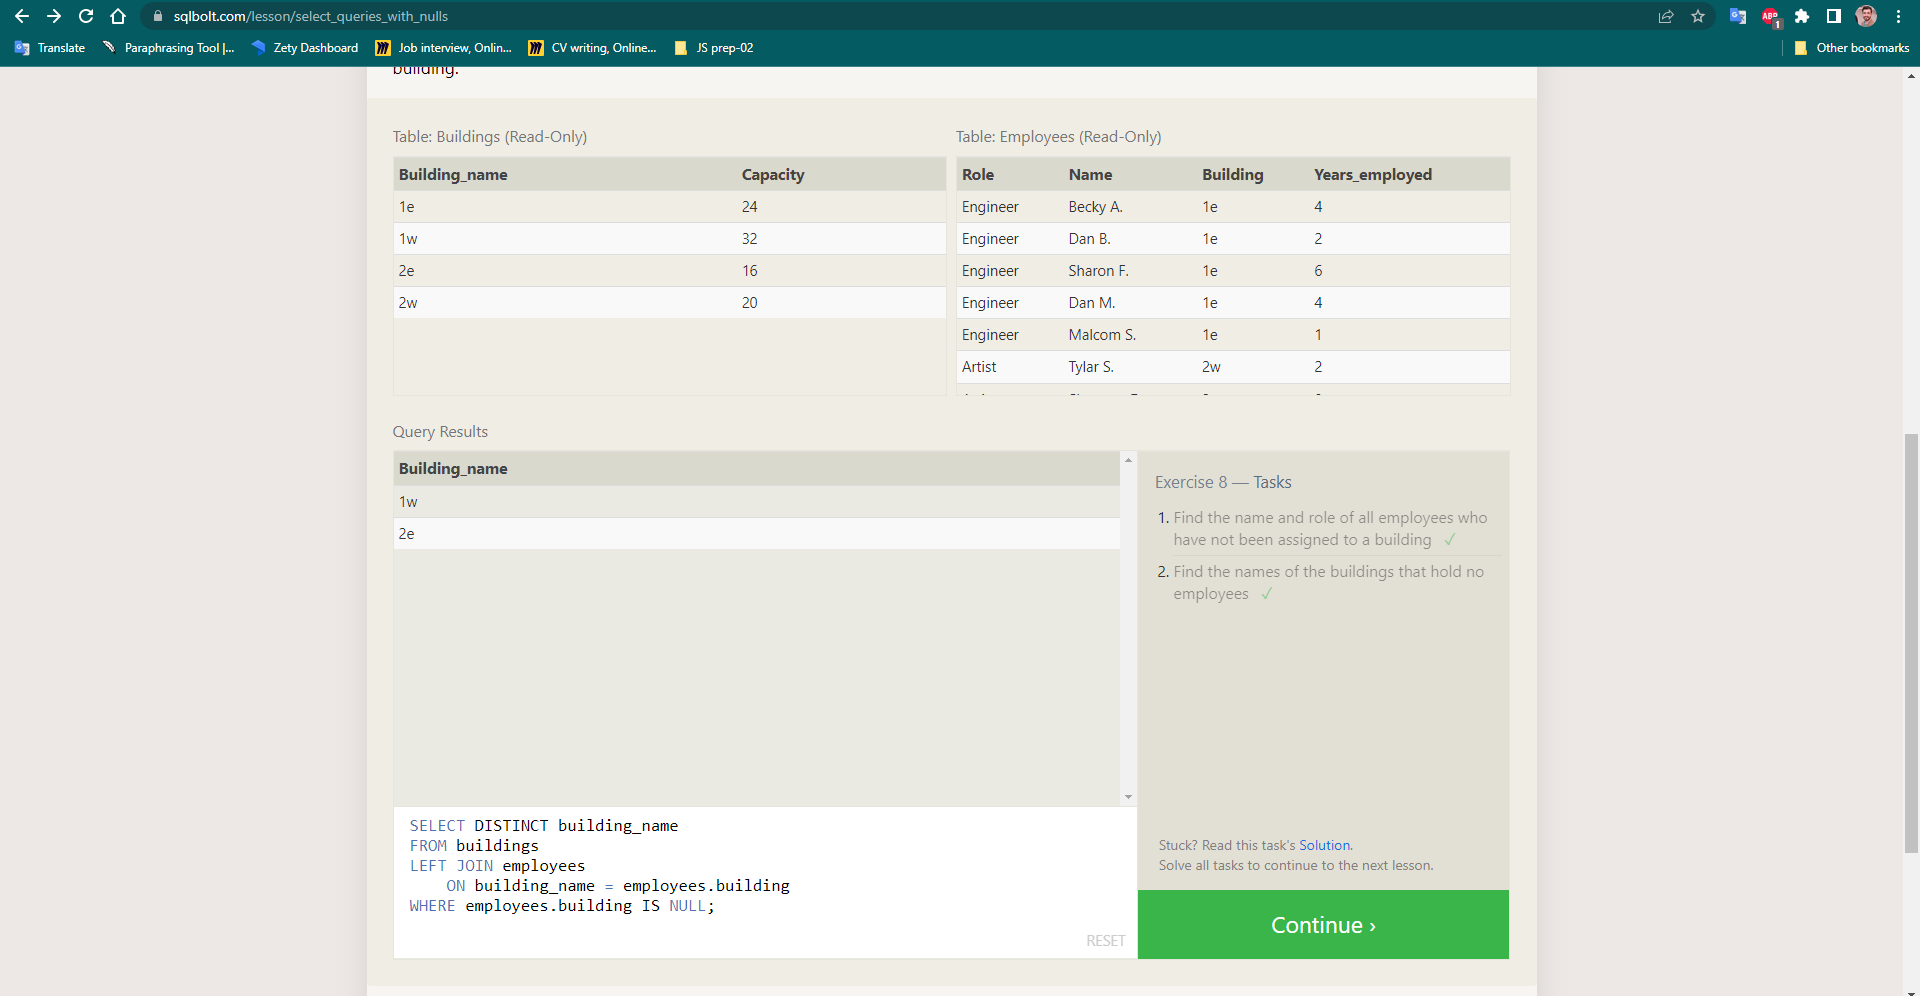 sqlbolt.com/lesson/select_queries_with_nulls
ABP
1
Translate
Paraphrasing Tool |...
Zety Dashboard
Job interview, Onlin...
CV writing, Online...
JS prep-02
Other bookmarks
building.
Table: Buildings (Read-Only)
Building_name Capacity
1e 24
1w 32
2e 16
2w 20
Table: Employees (Read-Only)
Role Name Building Years_employed
Engineer Becky A. 1e 4
Engineer Dan B. 1e 2
Engineer Sharon F. 1e 6
Engineer Dan M. 1e 4
Engineer Malcom S. 1e 1
Artist Tylar S. 2w 2
Query Results
Building_name
1w
2e
SELECT DISTINCT building_name
FROM buildings
LEFT JOIN employees
ON building_name = employees.building
WHERE employees.building IS NULL;
RESET
Exercise 8 — Tasks
1. Find the name and role of all employees who
have not been assigned to a building ✓
2. Find the names of the buildings that hold no
employees ✓
Stuck? Read this task's Solution.
Solve all tasks to continue to the next lesson.
Continue ›